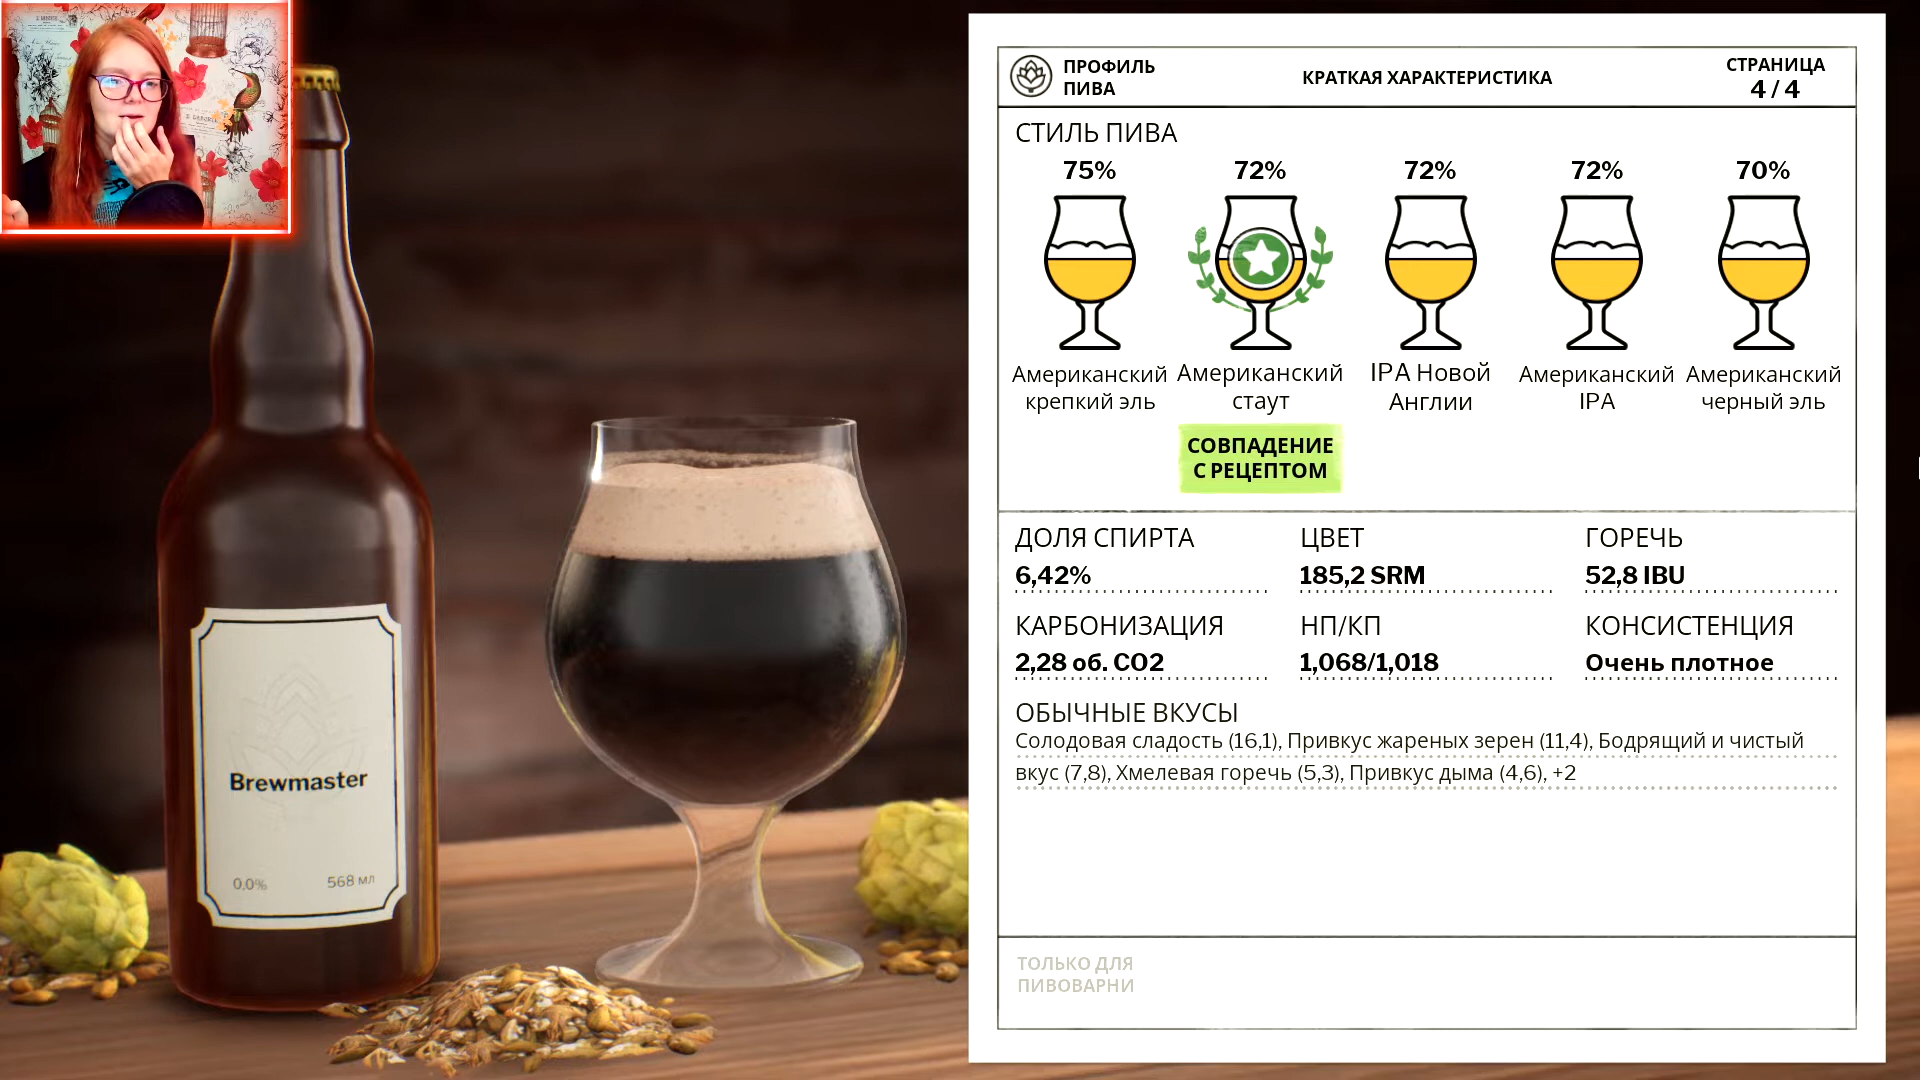 ПРОФИЛЬ
ПИВА
КРАТКАЯ ХАРАКТЕРИСТИКА
СТРАНИЦА
4 / 4
СТИЛЬ ПИВА
75% 72% 72% 72% 70%
Американский крепкий эль
Американский стаут
IPA Новой Англии
Американский IPA
Американский черный эль
СОВПАДЕНИЕ
С РЕЦЕПТОМ
ДОЛЯ СПИРТА ЦВЕТ ГОРЕЧЬ
6,42% 185,2 SRM 52,8 IBU
КАРБОНИЗАЦИЯ НП/КП КОНСИСТЕНЦИЯ
2,28 об. CO2 1,068/1,018 Очень плотное
ОБЫЧНЫЕ ВКУСЫ
Солодовая сладость (16,1), Привкус жареных зерен (11,4), Бодрящий и чистый
вкус (7,8), Хмелевая горечь (5,3), Привкус дыма (4,6), +2
ТОЛЬКО ДЛЯ
ПИВОВАРНИ
Brewmaster
0,0% 568 мл